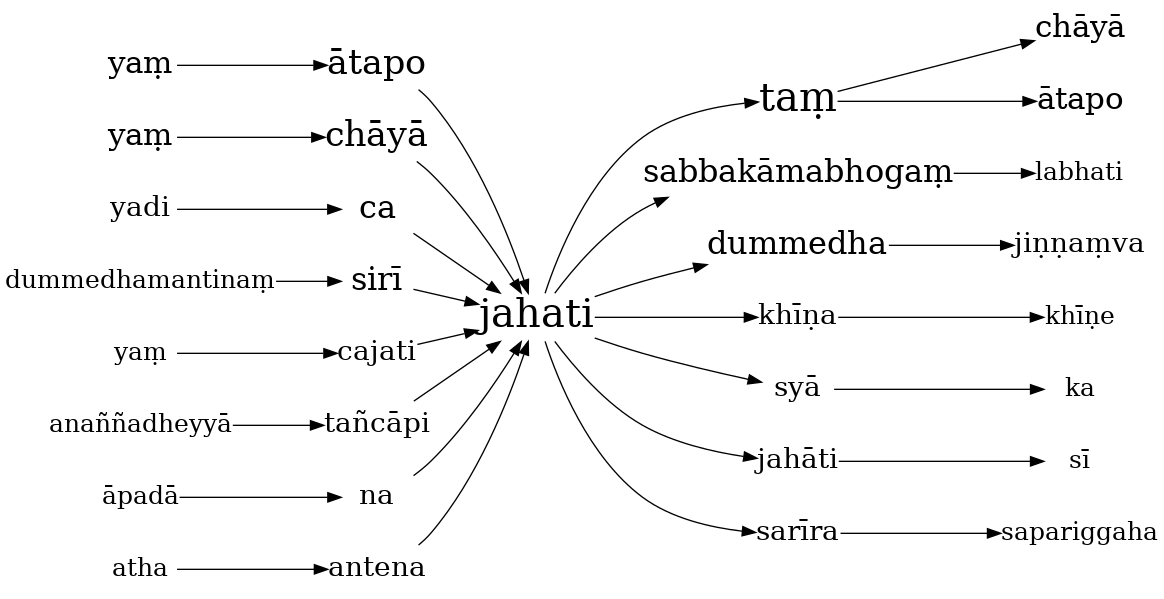 chāyā
yaṃ ātapo
taṃ ātapo
yaṃ chāyā
sabbakāmabhogaṃ labhati
yadi ca
dummedha jiṇṇaṃva
dummedhamantinaṃ sirī
jahati khīṇa khīṇe
yaṃ cajati
syā ka
anaññadheyyā tañcāpi
jahāti sī
āpadā na
sarīra sapariggaha
atha antena